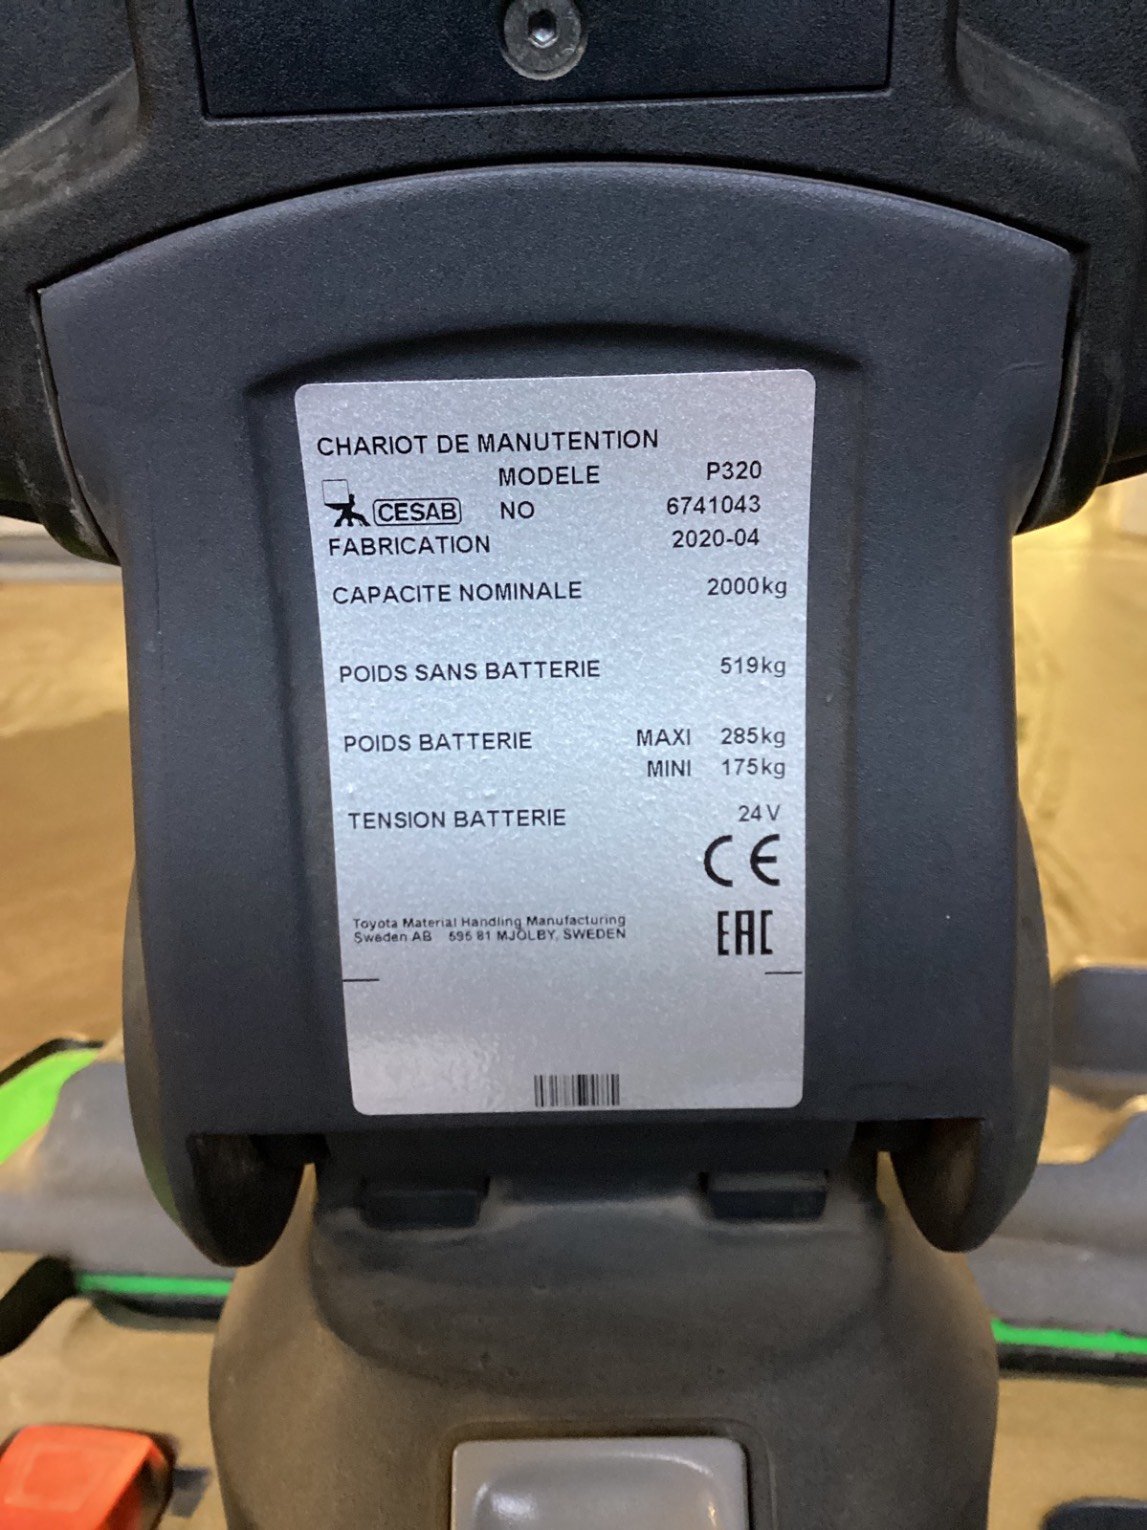 CHARIOT DE MANUTENTION
MODELE P320
CESAB NO 6741043
FABRICATION 2020-04
CAPACITE NOMINALE 2000kg
POIDS SANS BATTERIE 519kg
POIDS BATTERIE MAXI 285kg
MINI 175kg
TENSION BATTERIE 24V
CE
Toyota Material Handling Manufacturing
Sweden AB 595 81 MJÖLBY, SWEDEN
EAC